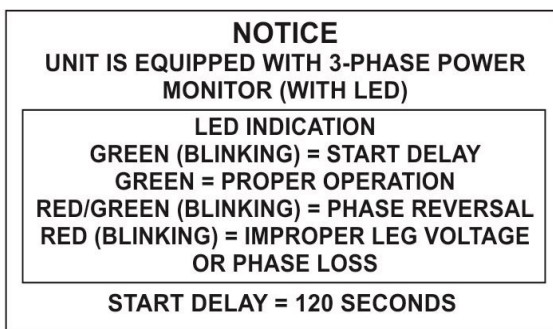 NOTICE
UNIT IS EQUIPPED WITH 3-PHASE POWER
MONITOR (WITH LED)
LED INDICATION
GREEN (BLINKING) = START DELAY
GREEN = PROPER OPERATION
RED/GREEN (BLINKING) = PHASE REVERSAL
RED (BLINKING) = IMPROPER LEG VOLTAGE
OR PHASE LOSS
START DELAY = 120 SECONDS